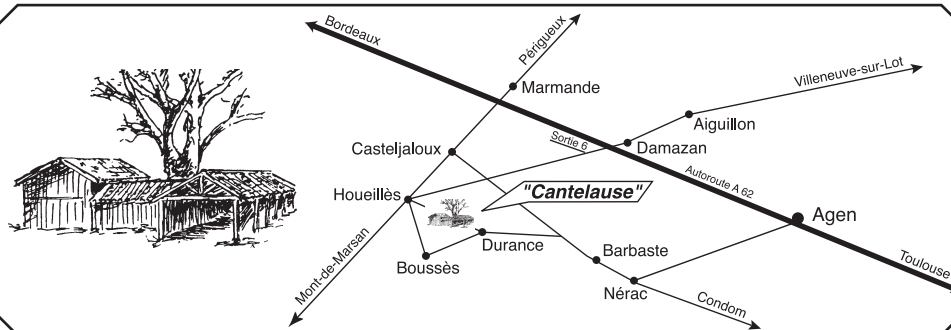 Bordeaux
Périgueux
Marmande
Villeneuve-sur-Lot
Aiguillon
Sortie 6
Damazan
Casteljaloux
Autoroute A 62
Houeillès
"Cantelause"
Agen
Durance
Barbaste
Boussès
Mont-de-Marsan
Nérac
Condom
Toulouse